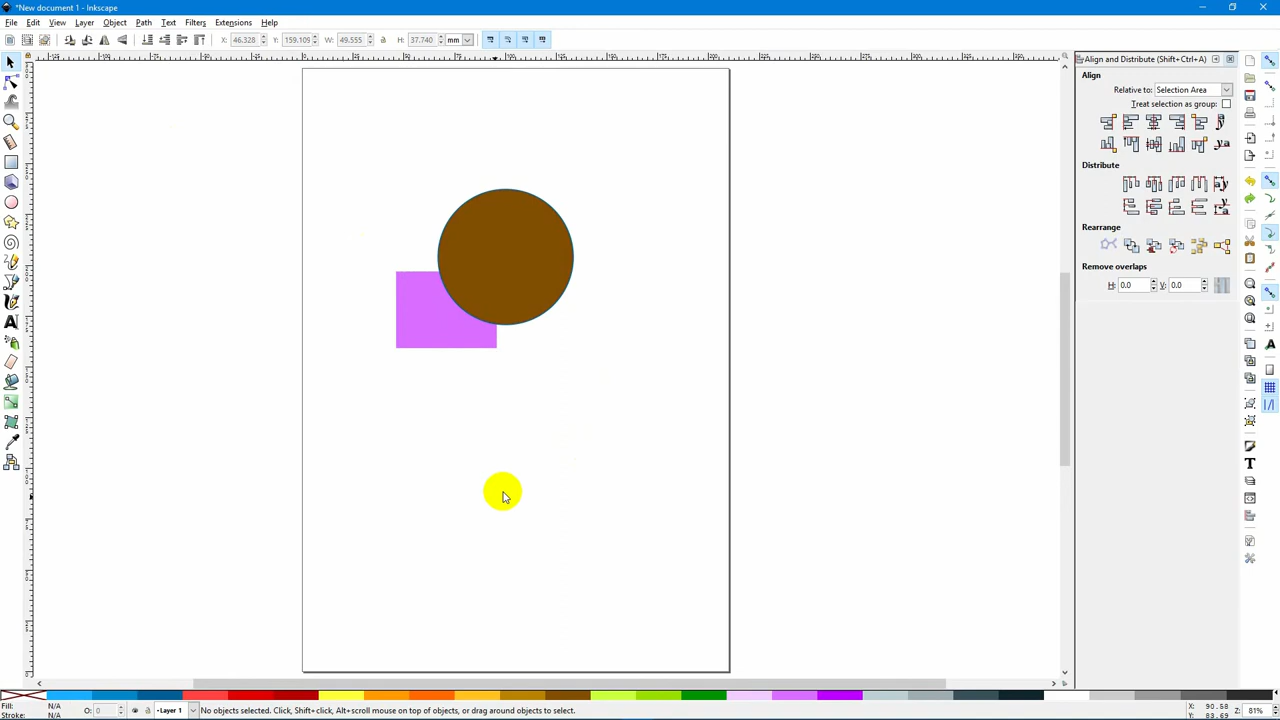 *New document 1 - Inkscape
File Edit View Layer Object Path Text Filters Extensions Help
X: 46.328 Y: 159.109 W: 49.555 H: 37.740 mm
Align and Distribute (Shift+Ctrl+A)
Align
Relative to: Selection Area
Treat selection as group:
Distribute
Rearrange
Remove overlaps
H: 0.0 V: 0.0
Fill: N/A
Stroke: N/A
O: 0
Layer 1
No objects selected. Click, Shift+click, Alt+scroll mouse on top of objects, or drag around objects to select.
X: 90.58
Y: 83.69
Z: 81%